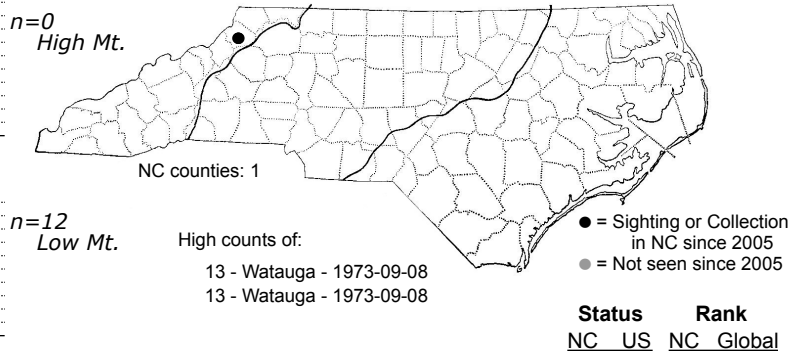 n=0
High Mt.
NC counties: 1
n=12
Low Mt.
High counts of:
13 - Watauga - 1973-09-08
13 - Watauga - 1973-09-08
= Sighting or Collection
in NC since 2005
= Not seen since 2005
Status Rank
NC US NC Global